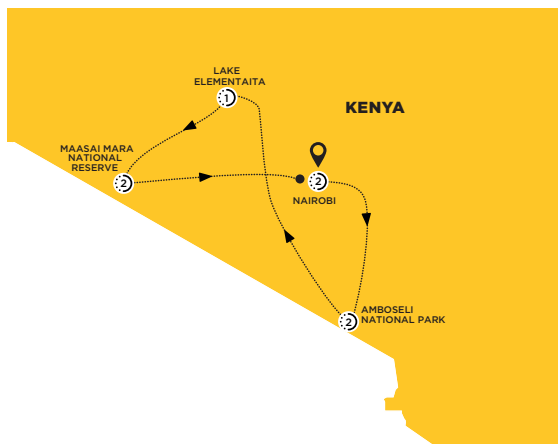 LAKE
ELEMENTAITA
1
KENYA
MAASAI MARA
NATIONAL
RESERVE
2
2
NAIROBI
AMBOSELI
NATIONAL PARK
2